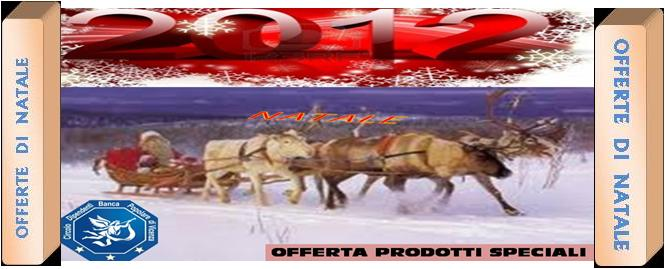 OFFERTE DI NATALE
2012
NATALE
Circolo Dipendenti Banca Popolare di Vicenza
OFFERTA PRODOTTI SPECIALI
OFFERTE DI NATALE